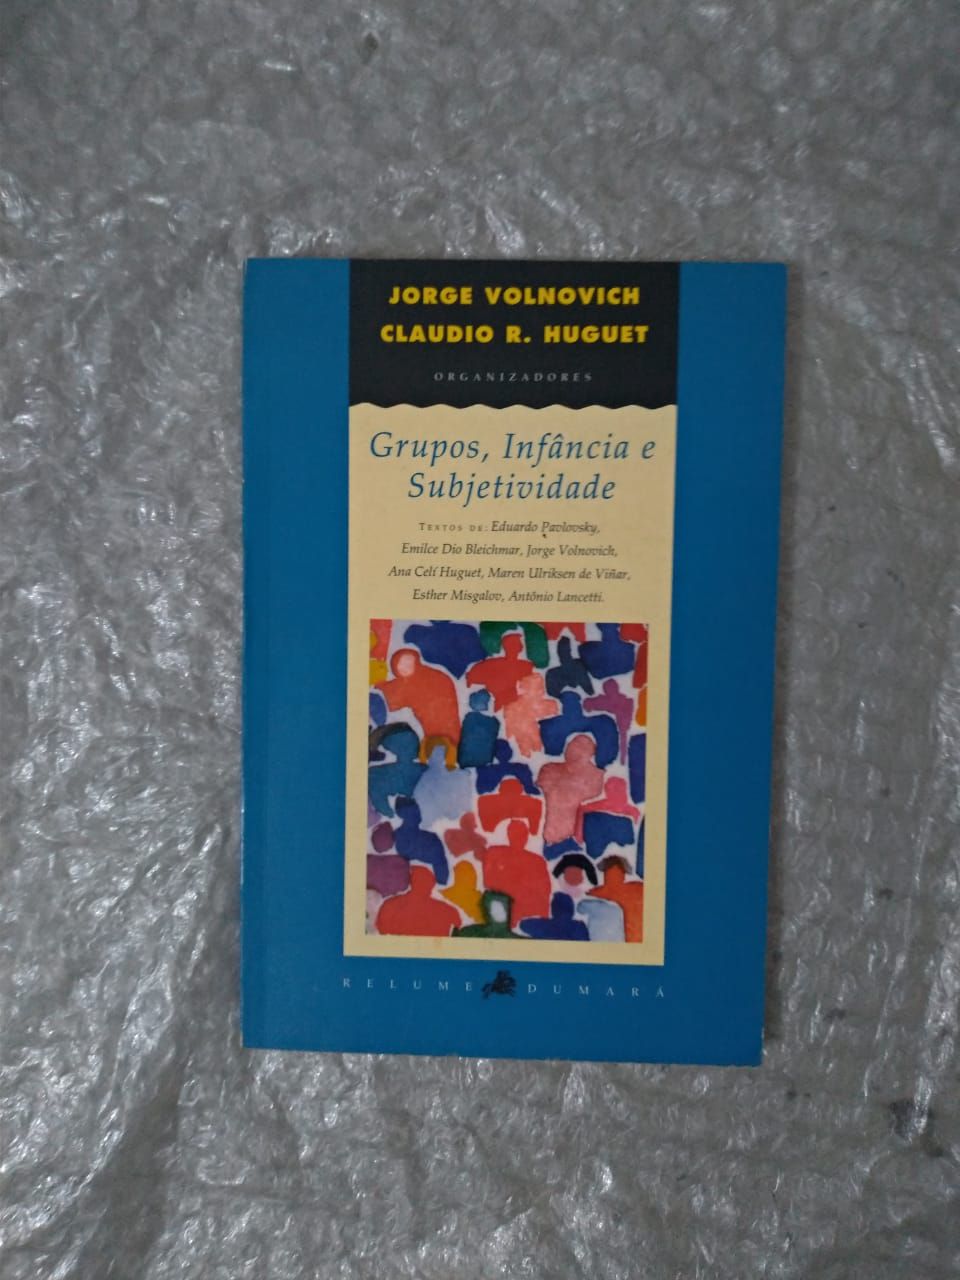 JORGE VOLNOVICH
CLAUDIO R. HUGUET
ORGANIZADORES
Grupos, Infância e
Subjetividade
TEXTOS DE: Eduardo Pavlovsky,
Emilce Dio Bleichmar, Jorge Volnovich,
Ana Celí Huguet, Maren Ulriksen de Viñar,
Esther Misgalov, Antônio Lancetti.
RELUME DUMARÁ